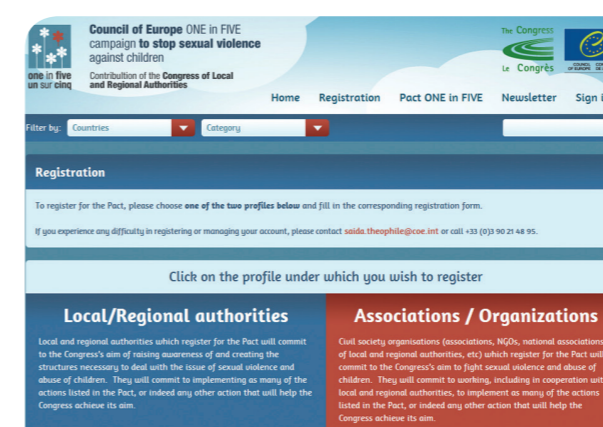 Council of Europe ONE in FIVE
campaign to stop sexual violence
against children
Contribution of the Congress of Local
and Regional Authorities
one in five
un sur cinq
The Congress
Le Congrès
Home Registration Pact ONE in FIVE Newsletter Sign i
Filter by: Countries Category
Registration
To register for the Pact, please choose one of the two profiles below and fill in the corresponding registration form.
If you experience any difficulty in registering or managing your account, please contact saida.theophile@coe.int or call +33 (0)3 90 21 48 95.
Click on the profile under which you wish to register
Local/Regional authorities
Local and regional authorities which register for the Pact will commit
to the Congress's aim of raising awareness of and creating the
structures necessary to deal with the issue of sexual violence and
abuse of children. They will commit to implementing as many of the
actions listed in the Pact, or indeed any other action that will help the
Congress achieve its aim.
Associations / Organizations
Civil society organisations (associations, NGOs, national associations
of local and regional authorities, etc) which register for the Pact will
commit to the Congress's aim to fight sexual violence and abuse of
children. They will commit to working, including in cooperation wit
local and regional authorities, to implement as many of the actions
listed in the Pact, or indeed any other action that will help the
Congress achieve its aim.